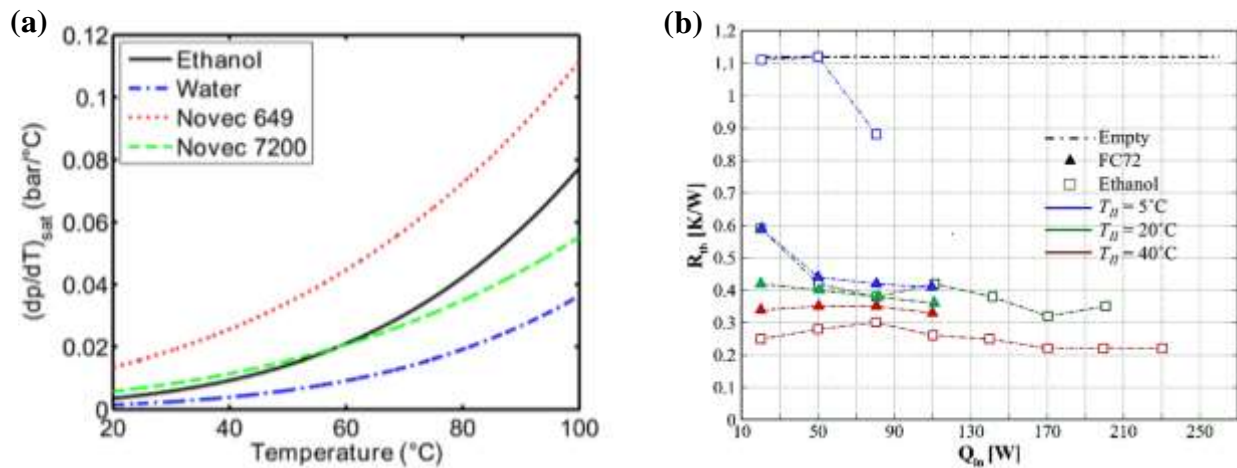 (a)
0.12
0.1
0.08
0.06
0.04
0.02
0
(dp/dT)sat (bar/°C)
Ethanol
Water
Novec 649
Novec 7200
20 40 60 80 100
Temperature (°C)
(b)
1.2
1.1
1
0.9
0.8
0.7
0.6
0.5
0.4
0.3
0.2
0.1
0
Rth [K/W]
Empty
FC72
Ethanol
= 5°C
= 20°C
= 40°C
10 50 90 130 170 210 250
Qin [W]